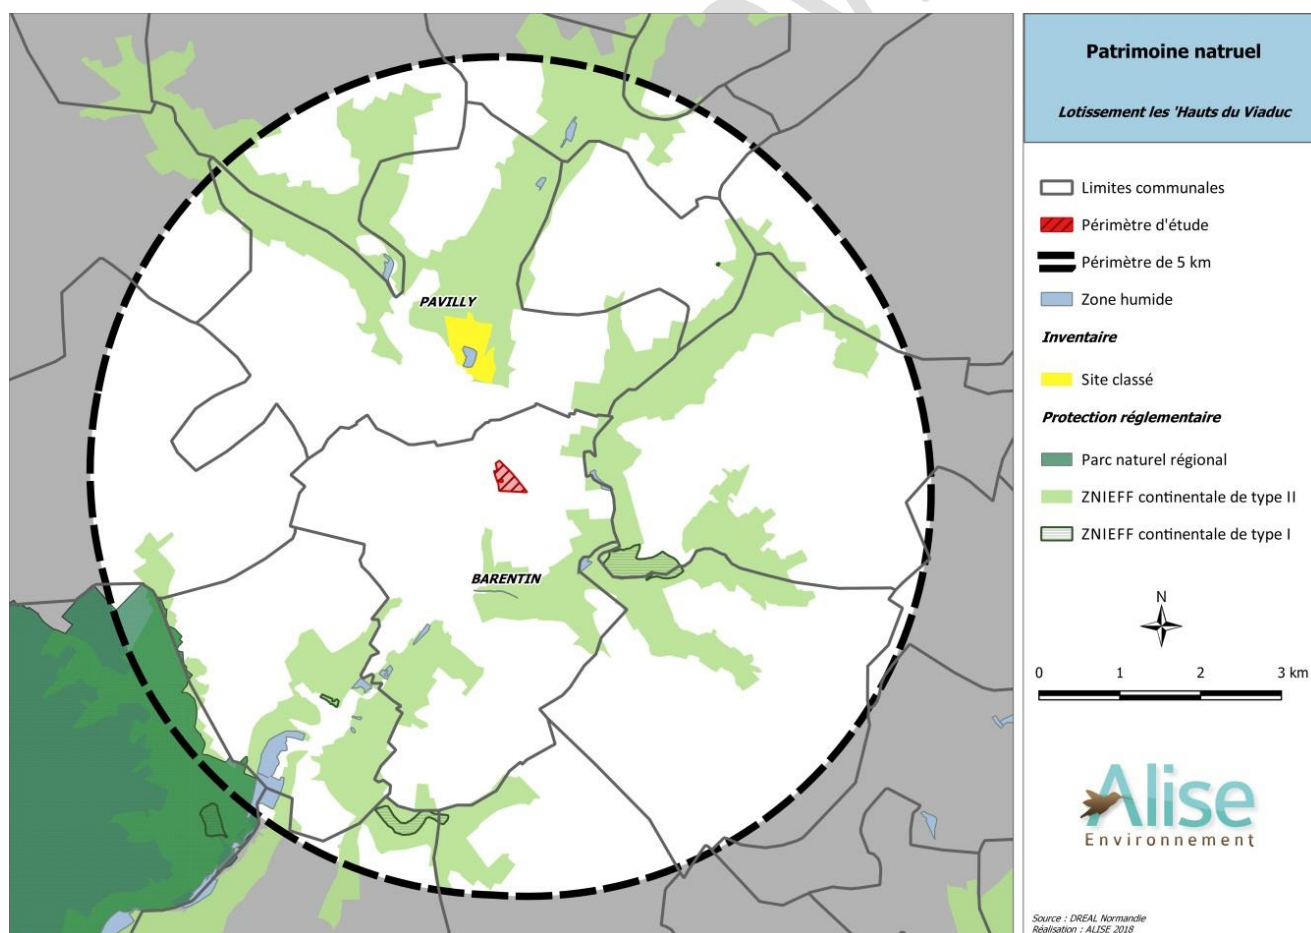 Patrimoine natruel
Lotissement les 'Hauts du Viaduc
Limites communales
Périmètre d'étude
Périmètre de 5 km
Zone humide
Inventaire
Site classé
Protection réglementaire
Parc naturel régional
ZNIEFF continentale de type II
ZNIEFF continentale de type I
N
0 1 2 3 km
Alise
Environnement
Source : DREAL Normandie
Réalisation : ALISE 2018
PAVILLY
BARENTIN